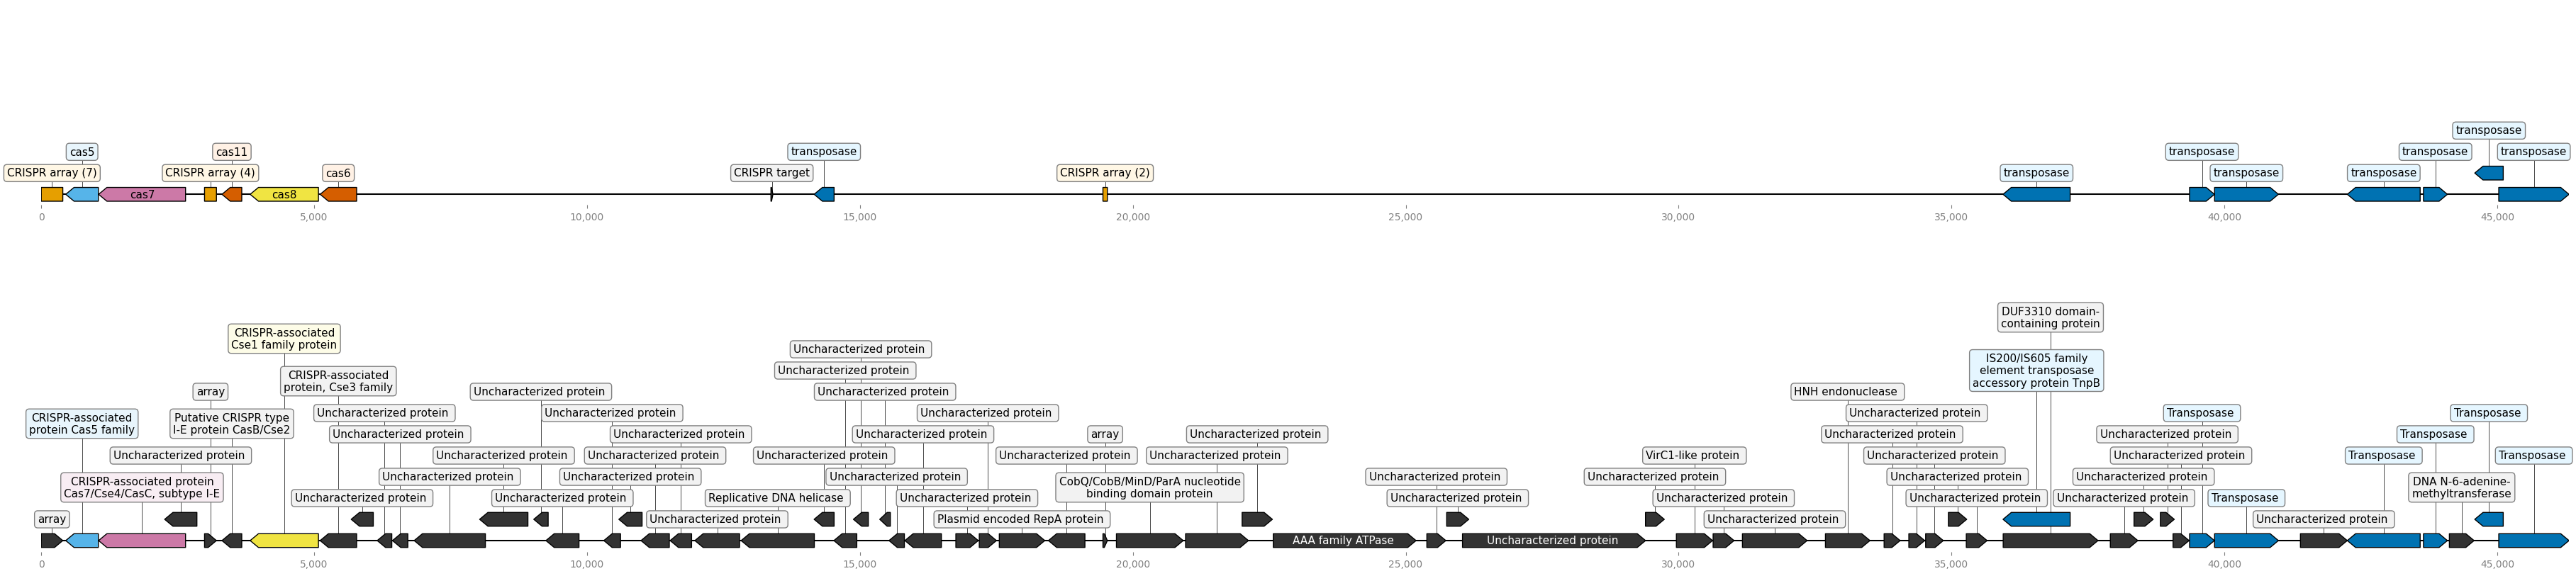 transposase
cas5
cas11
transposase
transposase
transposase
transposase
CRISPR array (7)
CRISPR array (4)
cas6
CRISPR target
CRISPR array (2)
transposase
transposase
transposase
cas7
cas8
0
5,000
10,000
15,000
20,000
25,000
30,000
35,000
40,000
45,000
DUF3310 domain-
containing protein
CRISPR-associated
Cse1 family protein
Uncharacterized protein
IS200/IS605 family
element transposase
accessory protein TnpB
Uncharacterized protein
CRISPR-associated
protein, Cse3 family
array
Uncharacterized protein
Uncharacterized protein
HNH endonuclease
CRISPR-associated
protein Cas5 family
Putative CRISPR type
I-E protein CasB/Cse2
Uncharacterized protein
Uncharacterized protein
Uncharacterized protein
Uncharacterized protein
Transposase
Transposase
Uncharacterized protein
Uncharacterized protein
Uncharacterized protein
array
Uncharacterized protein
Uncharacterized protein
Uncharacterized protein
Transposase
Uncharacterized protein
Uncharacterized protein
Uncharacterized protein
Uncharacterized protein
Uncharacterized protein
Uncharacterized protein
VirC1-like protein
Uncharacterized protein
Uncharacterized protein
Transposase
Transposase
CRISPR-associated protein
Cas7/Cse4/CasC, subtype I-E
Uncharacterized protein
Uncharacterized protein
Uncharacterized protein
CobQ/CobB/MinD/ParA nucleotide
binding domain protein
Uncharacterized protein
Uncharacterized protein
Uncharacterized protein
Uncharacterized protein
DNA N-6-adenine-
methyltransferase
Uncharacterized protein
Uncharacterized protein
Replicative DNA helicase
Uncharacterized protein
Uncharacterized protein
Uncharacterized protein
Uncharacterized protein
Uncharacterized protein
Transposase
array
Uncharacterized protein
Plasmid encoded RepA protein
Uncharacterized protein
Uncharacterized protein
AAA family ATPase
Uncharacterized protein
0
5,000
10,000
15,000
20,000
25,000
30,000
35,000
40,000
45,000